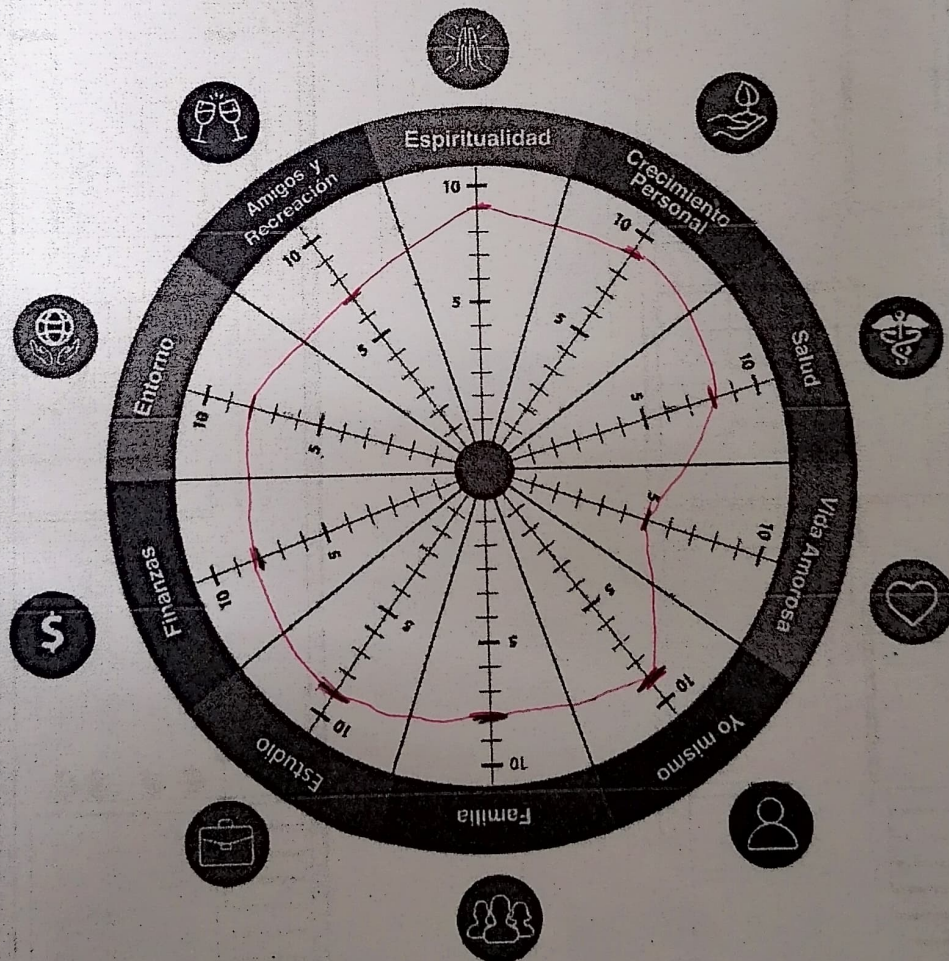 Espiritualidad
Crecimiento
Personal
Salud
Vida Amorosa
Yo mismo
Familia
Estudio
Finanzas
Entorno
Amigos y
Recreación
10
5
10
5
10
5
10
5
10
5
10
5
10
5
10
5
10
5
10
5
$